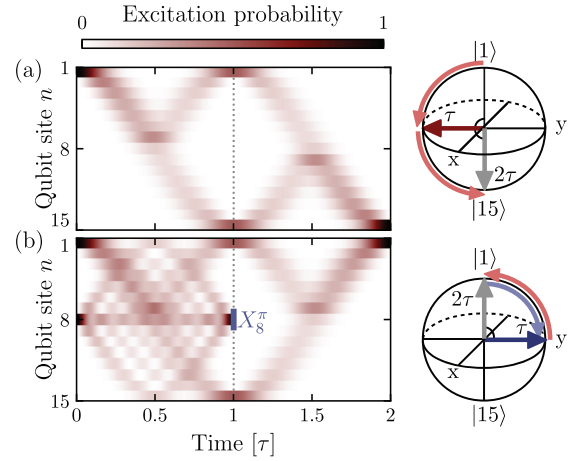 Excitation probability
0 1
(a)
1
8
15
Qubit site n
|1⟩
τ
y
x
2τ
|15⟩
(b)
1
8
15
Qubit site n
X₈^π
0 0.5 1 1.5 2
Time [τ]
|1⟩
2τ
τ
y
x
|15⟩